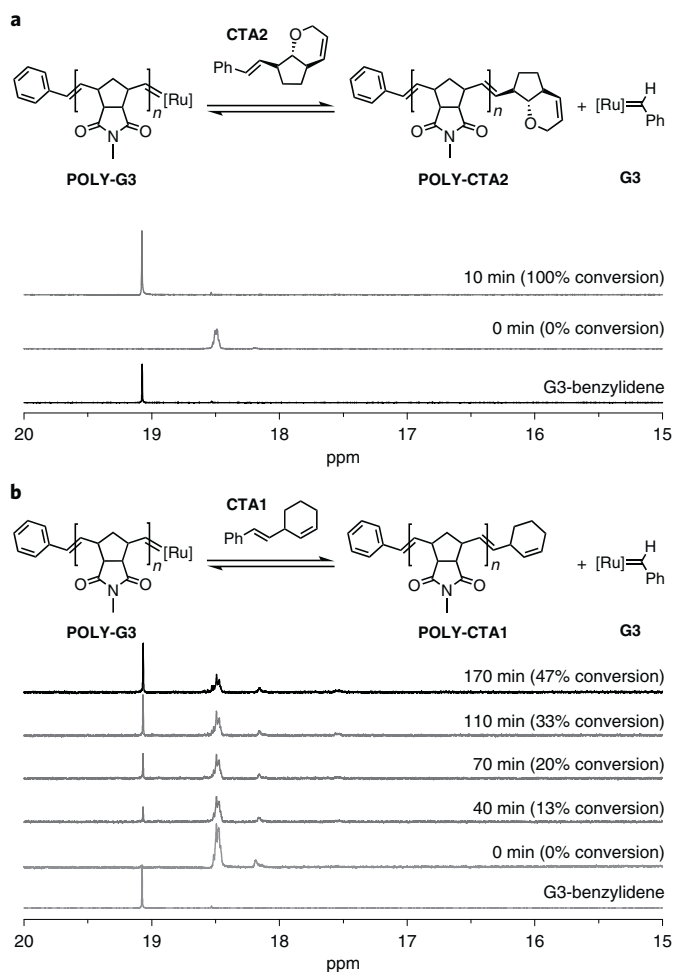 a
CTA2
O
Ph
[Ru]
n
O
N
O
n
O
N
O
O
+ [Ru]
H
Ph
POLY-G3
POLY-CTA2
G3
10 min (100% conversion)
0 min (0% conversion)
G3-benzylidene
20 19 18 17 16 15
ppm
b
CTA1
Ph
[Ru]
n
O
N
O
n
O
N
O
+ [Ru]
H
Ph
POLY-G3
POLY-CTA1
G3
170 min (47% conversion)
110 min (33% conversion)
70 min (20% conversion)
40 min (13% conversion)
0 min (0% conversion)
G3-benzylidene
20 19 18 17 16 15
ppm